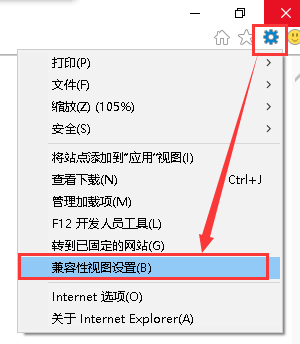 打印(P)
文件(F)
缩放(Z) (105%)
安全(S)
将站点添加到“应用”视图(I)
查看下载(N) Ctrl+J
管理加载项(M)
F12 开发人员工具(L)
转到已固定的网站(G)
兼容性视图设置(B)
Internet 选项(O)
关于 Internet Explorer(A)